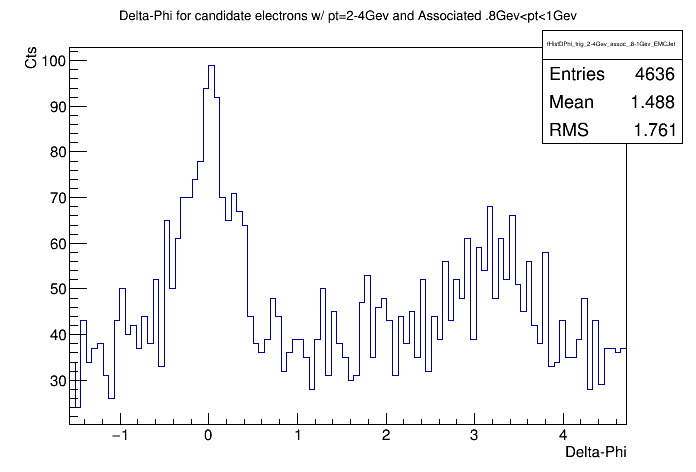 Delta-Phi for candidate electrons w/ pt=2-4Gev and Associated .8Gev<pt<1Gev
fHistDPhi_trig_2-4Gev_assoc_.8-1Gev_EMCJet
Entries 4636
Mean 1.488
RMS 1.761
Cts
100
90
80
70
60
50
40
30
−1 0 1 2 3 4
Delta-Phi